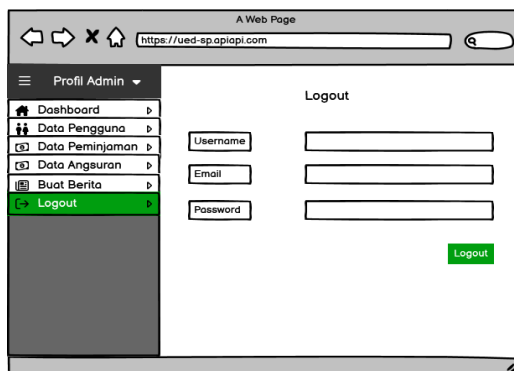 A Web Page
https://ued-sp.apiapi.com
Profil Admin
Dashboard
Data Pengguna
Data Peminjaman
Data Angsuran
Buat Berita
Logout
Logout
Username
Email
Password
Logout